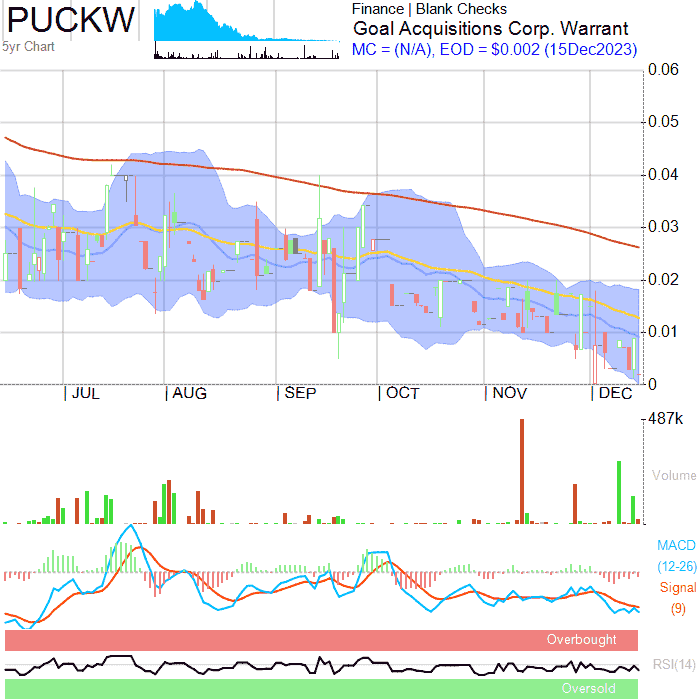 PUCKW
5yr Chart
Finance | Blank Checks
Goal Acquisitions Corp. Warrant
MC = (N/A), EOD = $0.002 (15Dec2023)
0.06
0.05
0.04
0.03
0.02
0.01
0
JUL AUG SEP OCT NOV DEC
487k
Volume
MACD
(12-26)
Signal
(9)
Overbought
RSI(14)
Oversold